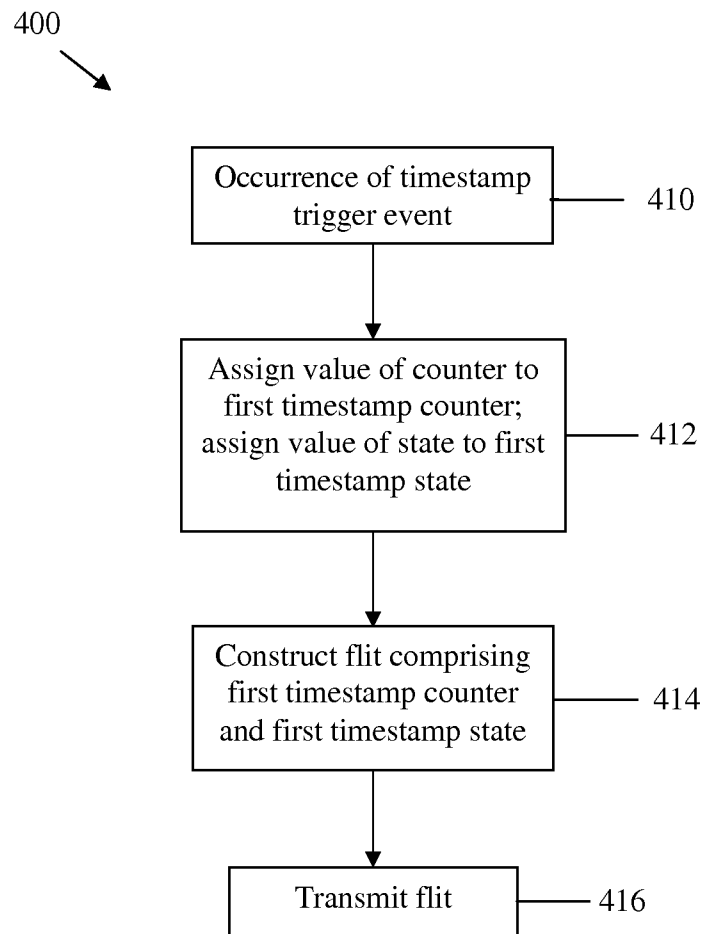 400
Occurrence of timestamp
trigger event
410
Assign value of counter to
first timestamp counter;
assign value of state to first
timestamp state
412
Construct flit comprising
first timestamp counter
and first timestamp state
414
Transmit flit
416